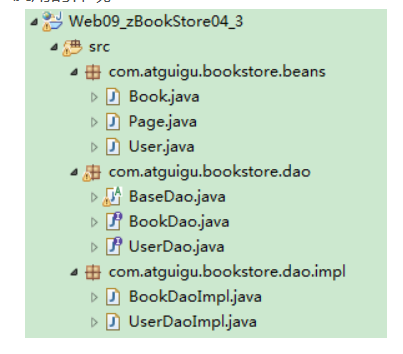 Web09_zBookStore04_3
src
com.atguigu.bookstore.beans
Book.java
Page.java
User.java
com.atguigu.bookstore.dao
BaseDao.java
BookDao.java
UserDao.java
com.atguigu.bookstore.dao.impl
BookDaoImpl.java
UserDaoImpl.java